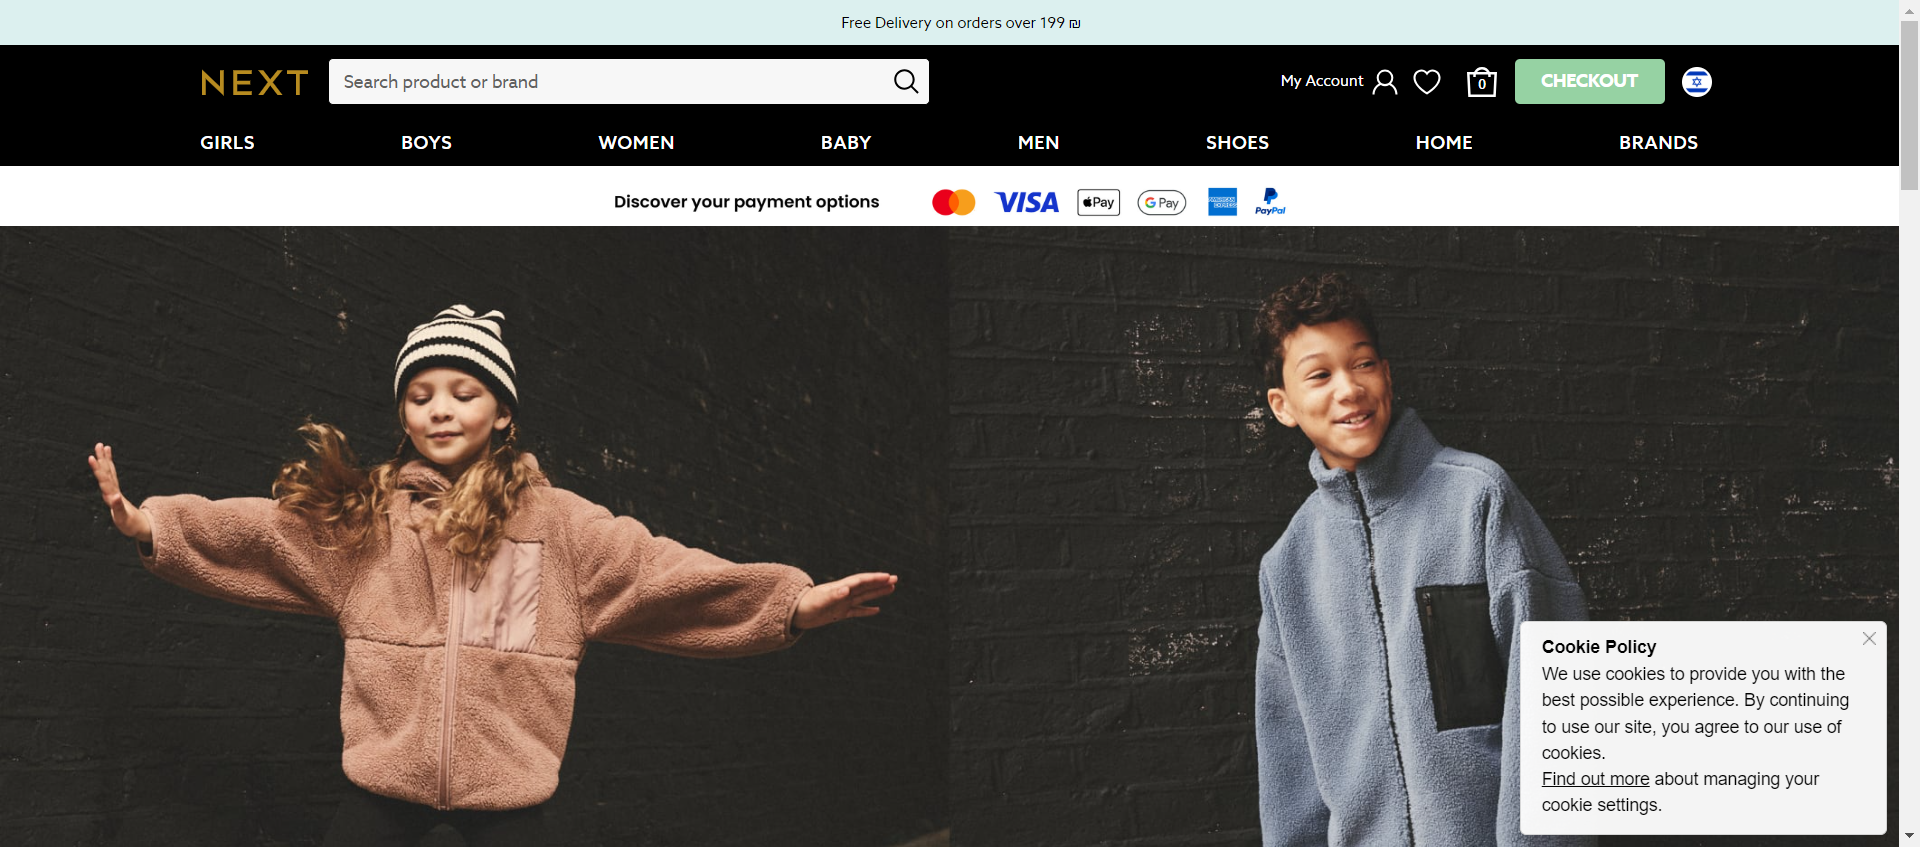 Free Delivery on orders over 199 ₪
NEXT
Search product or brand
My Account
0
CHECKOUT
GIRLS
BOYS
WOMEN
BABY
MEN
SHOES
HOME
BRANDS
Discover your payment options
VISA
Pay
G Pay
AMERICAN EXPRESS
PayPal
Cookie Policy
We use cookies to provide you with the
best possible experience. By continuing
to use our site, you agree to our use of
cookies.
Find out more about managing your
cookie settings.